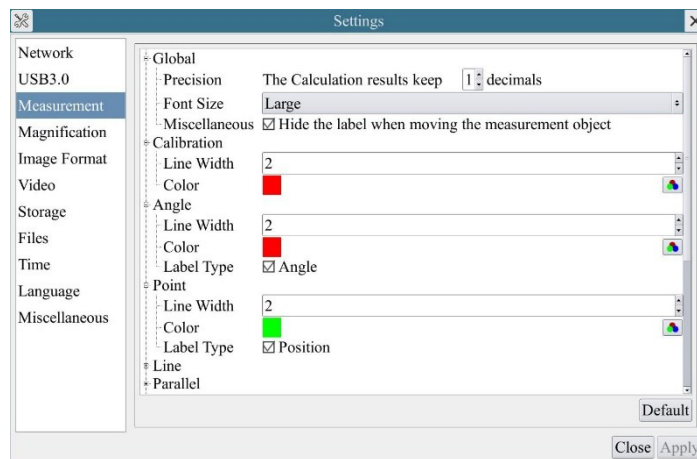 Settings
Network
USB3.0
Measurement
Magnification
Image Format
Video
Storage
Files
Time
Language
Miscellaneous
Global
Precision The Calculation results keep 1 decimals
Font Size Large
Miscellaneous Hide the label when moving the measurement object
Calibration
Line Width 2
Color
Angle
Line Width 2
Color
Label Type Angle
Point
Line Width 2
Color
Label Type Position
Line
Parallel
Default
Close Apply